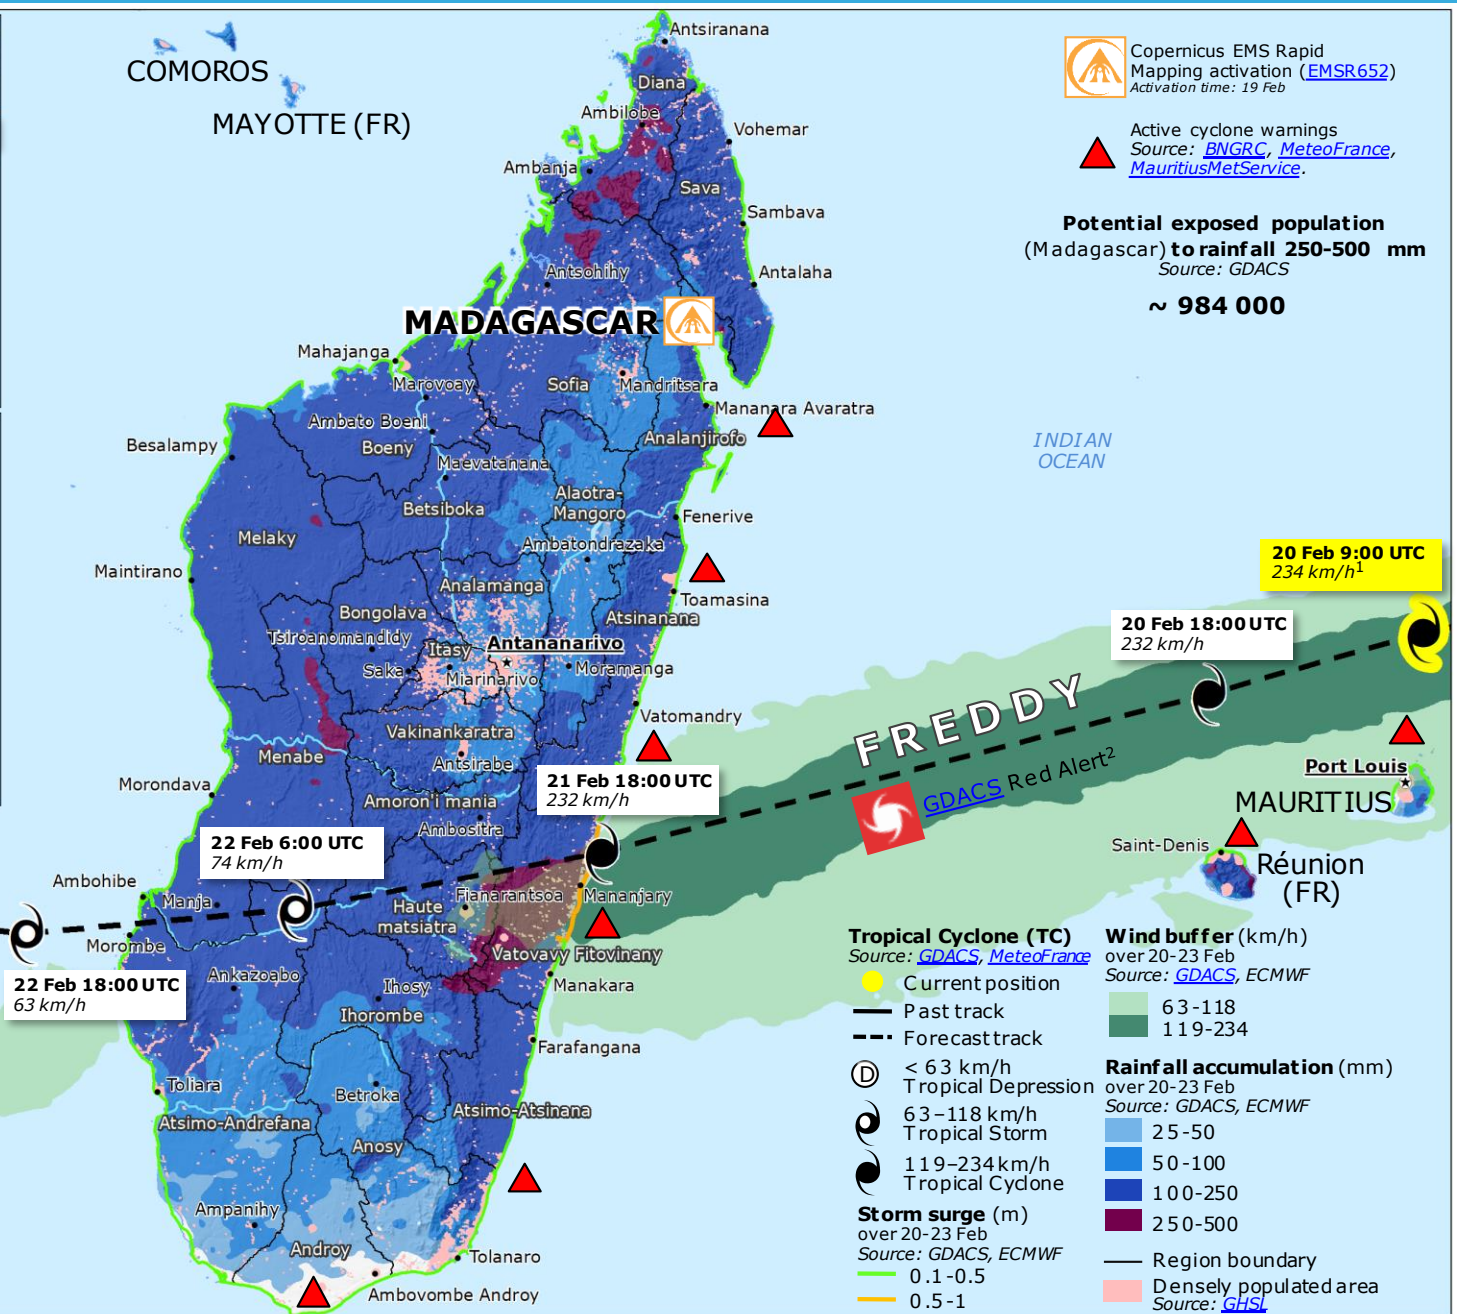 Antsiranana
COMOROS
MAYOTTE (FR)
Diana
Ambilobe
Vohemar
Ambanja
Sava
Sambava
Antsohihy
Antalaha
MADAGASCAR
Mahajanga
Marovoay
Sofia
Mandritsara
Mananara Avaratra
Ambato Boeni
Boeny
Analanjirofo
Besalampy
Maevatanana
Betsiboka
Alaotra-
Mangoro
Fenerive
Melaky
Ambatondrazaka
Maintirano
Analamanga
Toamasina
Bongolava
Atsinanana
Tsiroanomandidy
Itasy
Antananarivo
Saka
Miarinarivo
Moramanga
Vatomandry
Vakinankaratra
Menabe
Antsirabe
Morondava
Amoron'i mania
Ambositra
Ambohibe
Manja
Fianarantsoa
Mananjary
Haute
matsiatra
Morombe
Vatovavy Fitovinany
Ankazoabo
Ihosy
Manakara
Ihorombe
Farafangana
Toliara
Betroka
Atsimo-Andrefana
Atsimo-Atsinana
Anosy
Ampanihy
Androy
Tolanaro
Ambovombe Androy
INDIAN
OCEAN
20 Feb 9:00 UTC
234 km/h1
20 Feb 18:00 UTC
232 km/h
21 Feb 18:00 UTC
232 km/h
22 Feb 6:00 UTC
74 km/h
22 Feb 18:00 UTC
63 km/h
FREDDY
GDACS Red Alert2
Port Louis
MAURITIUS
Saint-Denis
Réunion
(FR)
Copernicus EMS Rapid
Mapping activation (EMSR652)
Activation time: 19 Feb
Active cyclone warnings
Source: BNGRC, MeteoFrance,
MauritiusMetService.
Potential exposed population
(Madagascar) to rainfall 250-500 mm
Source: GDACS
~ 984 000
Tropical Cyclone (TC)
Source: GDACS, MeteoFrance
Current position
Past track
Forecast track
D
< 63 km/h
Tropical Depression
63–118 km/h
Tropical Storm
119–234km/h
Tropical Cyclone
Storm surge (m)
over 20-23 Feb
Source: GDACS, ECMWF
0.1-0.5
0.5-1
Wind buffer (km/h)
over 20-23 Feb
Source: GDACS, ECMWF
63-118
119-234
Rainfall accumulation (mm)
over 20-23 Feb
Source: GDACS, ECMWF
25-50
50-100
100-250
250-500
Region boundary
Densely populated area
Source: GHSL